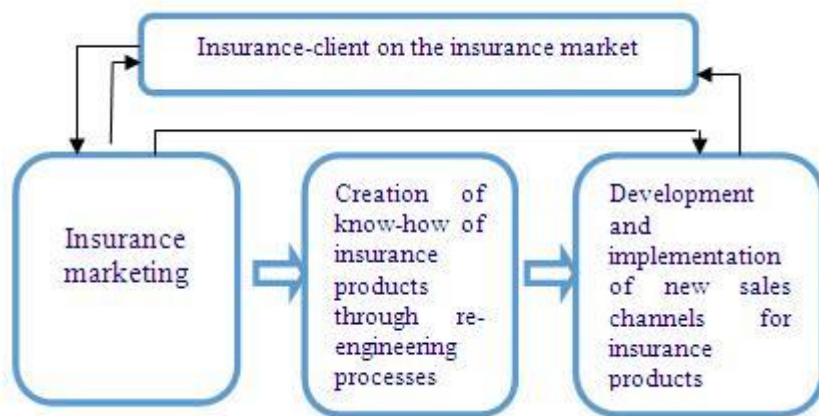 Insurance-client on the insurance market
Insurance
marketing
Creation of
know-how of
insurance
products
through re-
engineering
processes
Development
and
implementation
of new sales
channels for
insurance
products